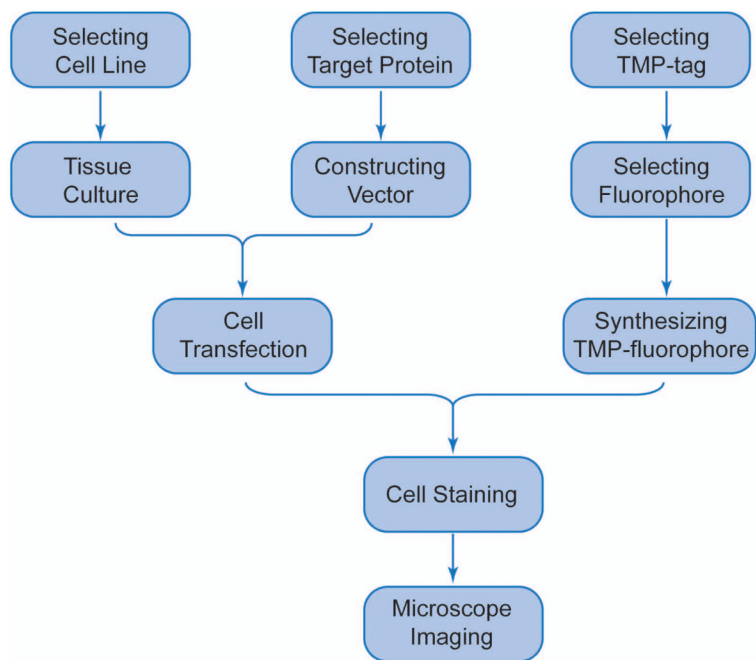 Selecting
Cell Line
Selecting
Target Protein
Selecting
TMP-tag
Tissue
Culture
Constructing
Vector
Selecting
Fluorophore
Cell
Transfection
Synthesizing
TMP-fluorophore
Cell Staining
Microscope
Imaging